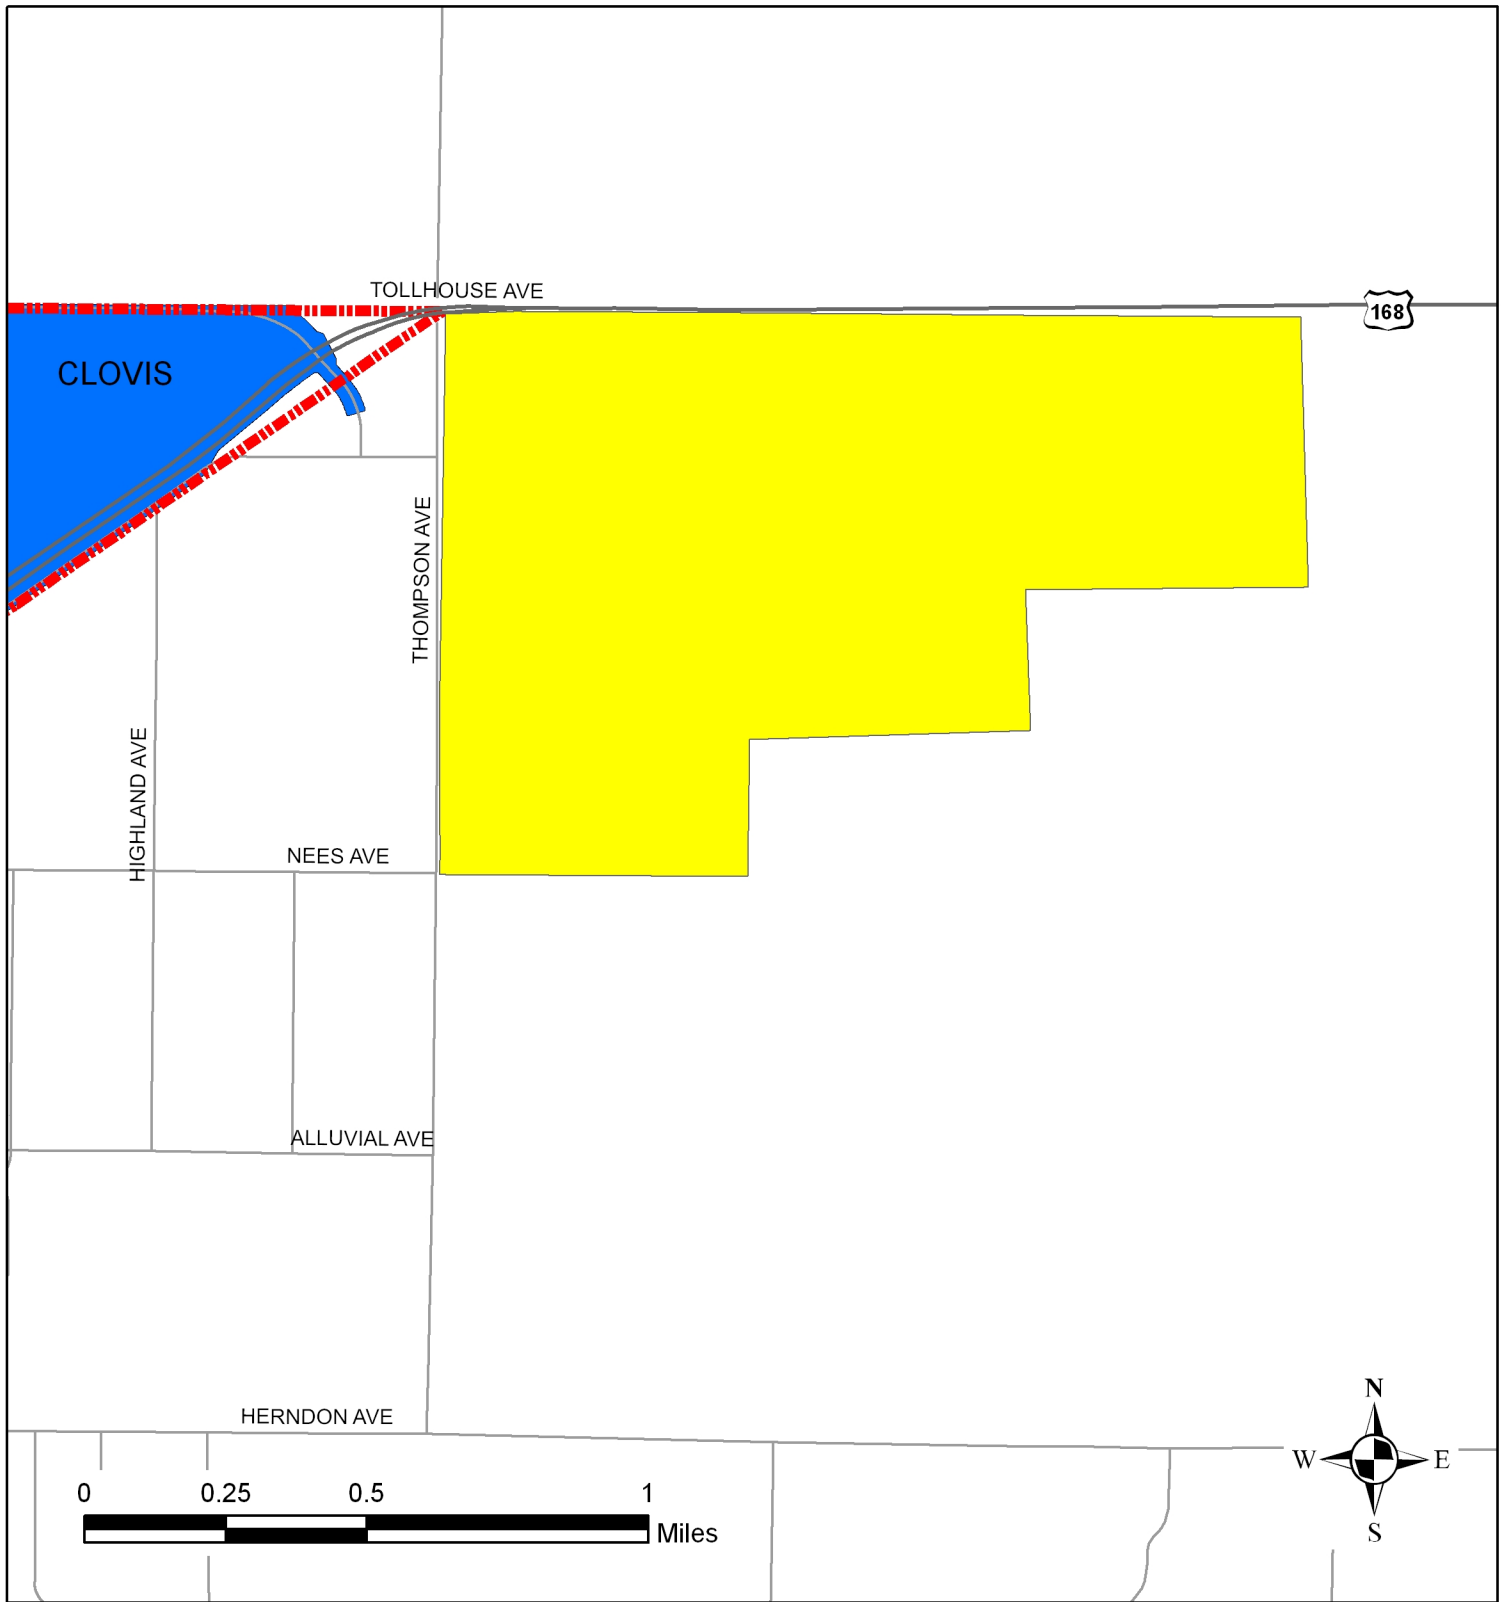 TOLLHOUSE AVE
168
CLOVIS
THOMPSON AVE
HIGHLAND AVE
NEES AVE
ALLUVIAL AVE
HERNDON AVE
N
W E
S
0 0.25 0.5 1
Miles